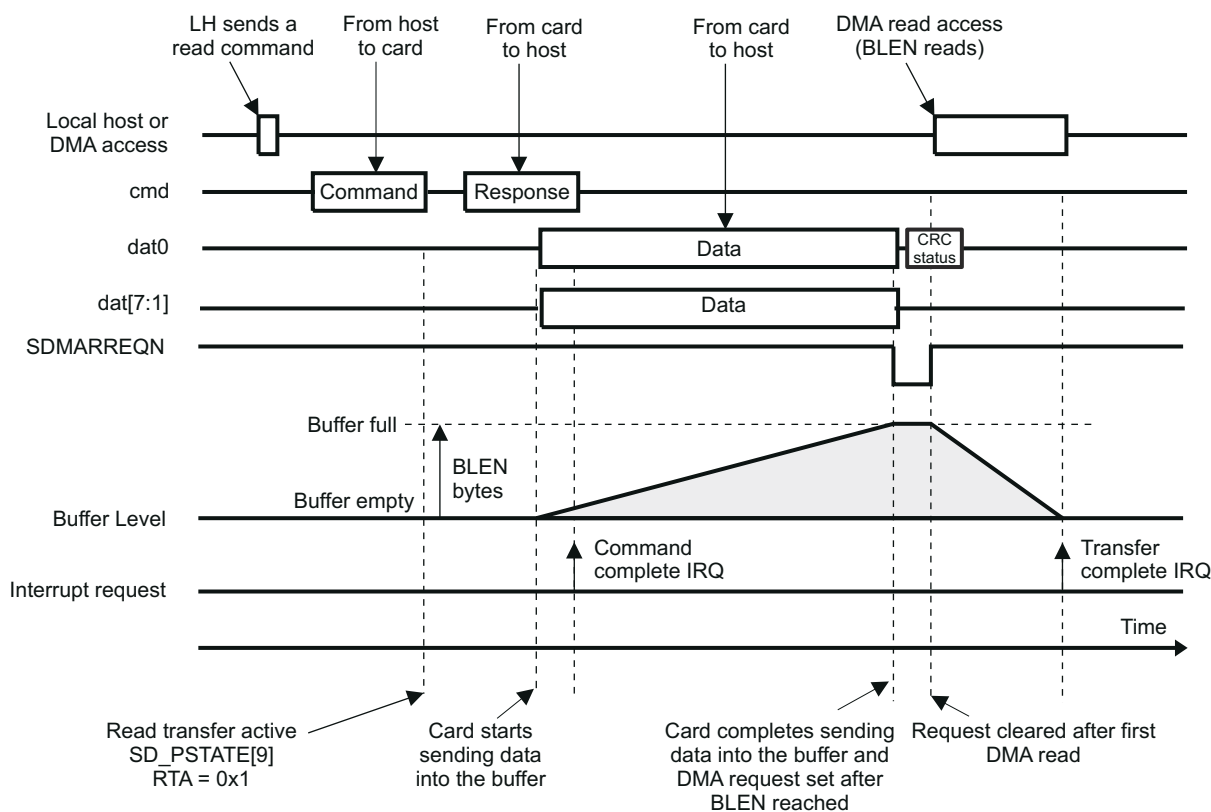 LH sends a
read command
From host
to card
From card
to host
From card
to host
DMA read access
(BLEN reads)
Local host or
DMA access
cmd
Command
Response
dat0
Data
CRC
status
dat[7:1]
Data
SDMARREQN
Buffer full
BLEN
bytes
Buffer empty
Buffer Level
Command
complete IRQ
Transfer
complete IRQ
Interrupt request
Time
Read transfer active
SD_PSTATE[9]
RTA = 0x1
Card starts
sending data
into the buffer
Card completes sending
data into the buffer and
DMA request set after
BLEN reached
Request cleared after first
DMA read